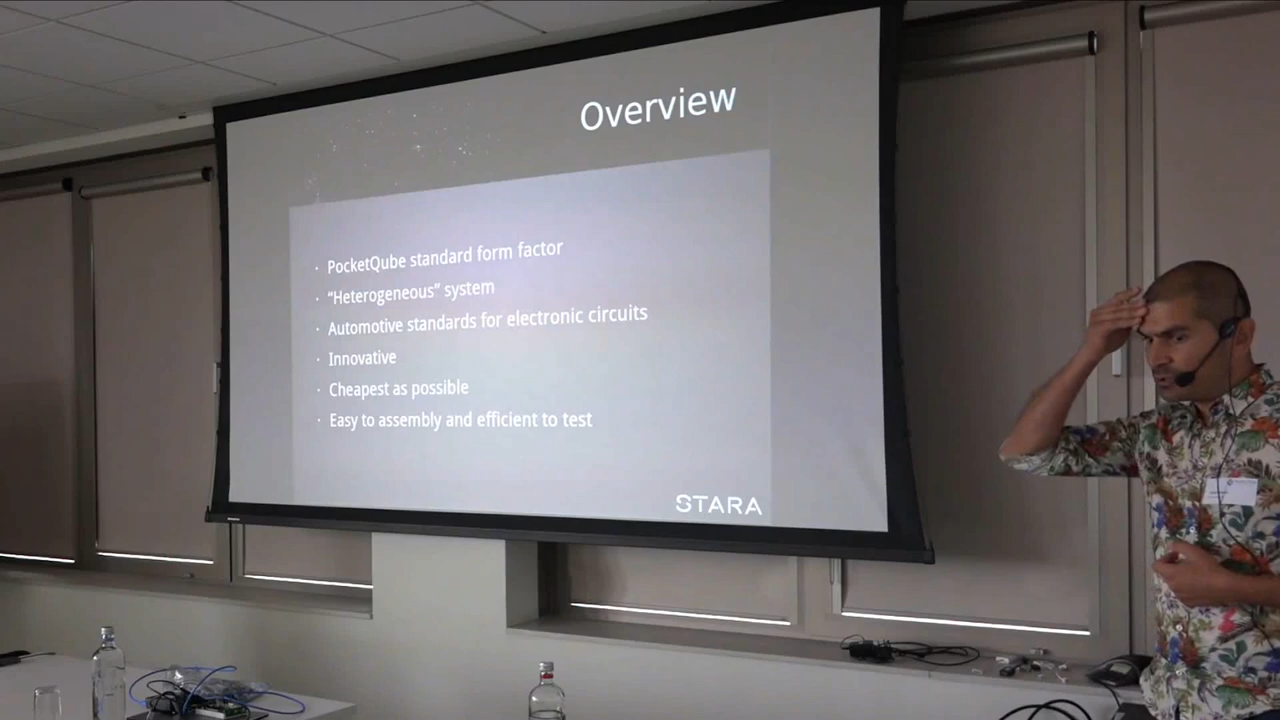 Overview
· PocketQube standard form factor
· “Heterogeneous” system
· Automotive standards for electronic circuits
· Innovative
· Cheapest as possible
· Easy to assembly and efficient to test
STARA